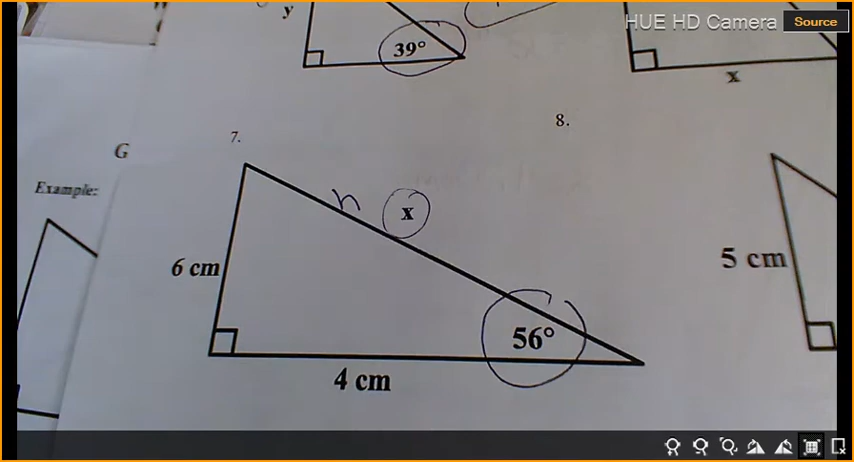 HUE HD Camera Source
y
39°
x
8.
7.
G
Example:
h
x
6 cm
5 cm
56°
4 cm